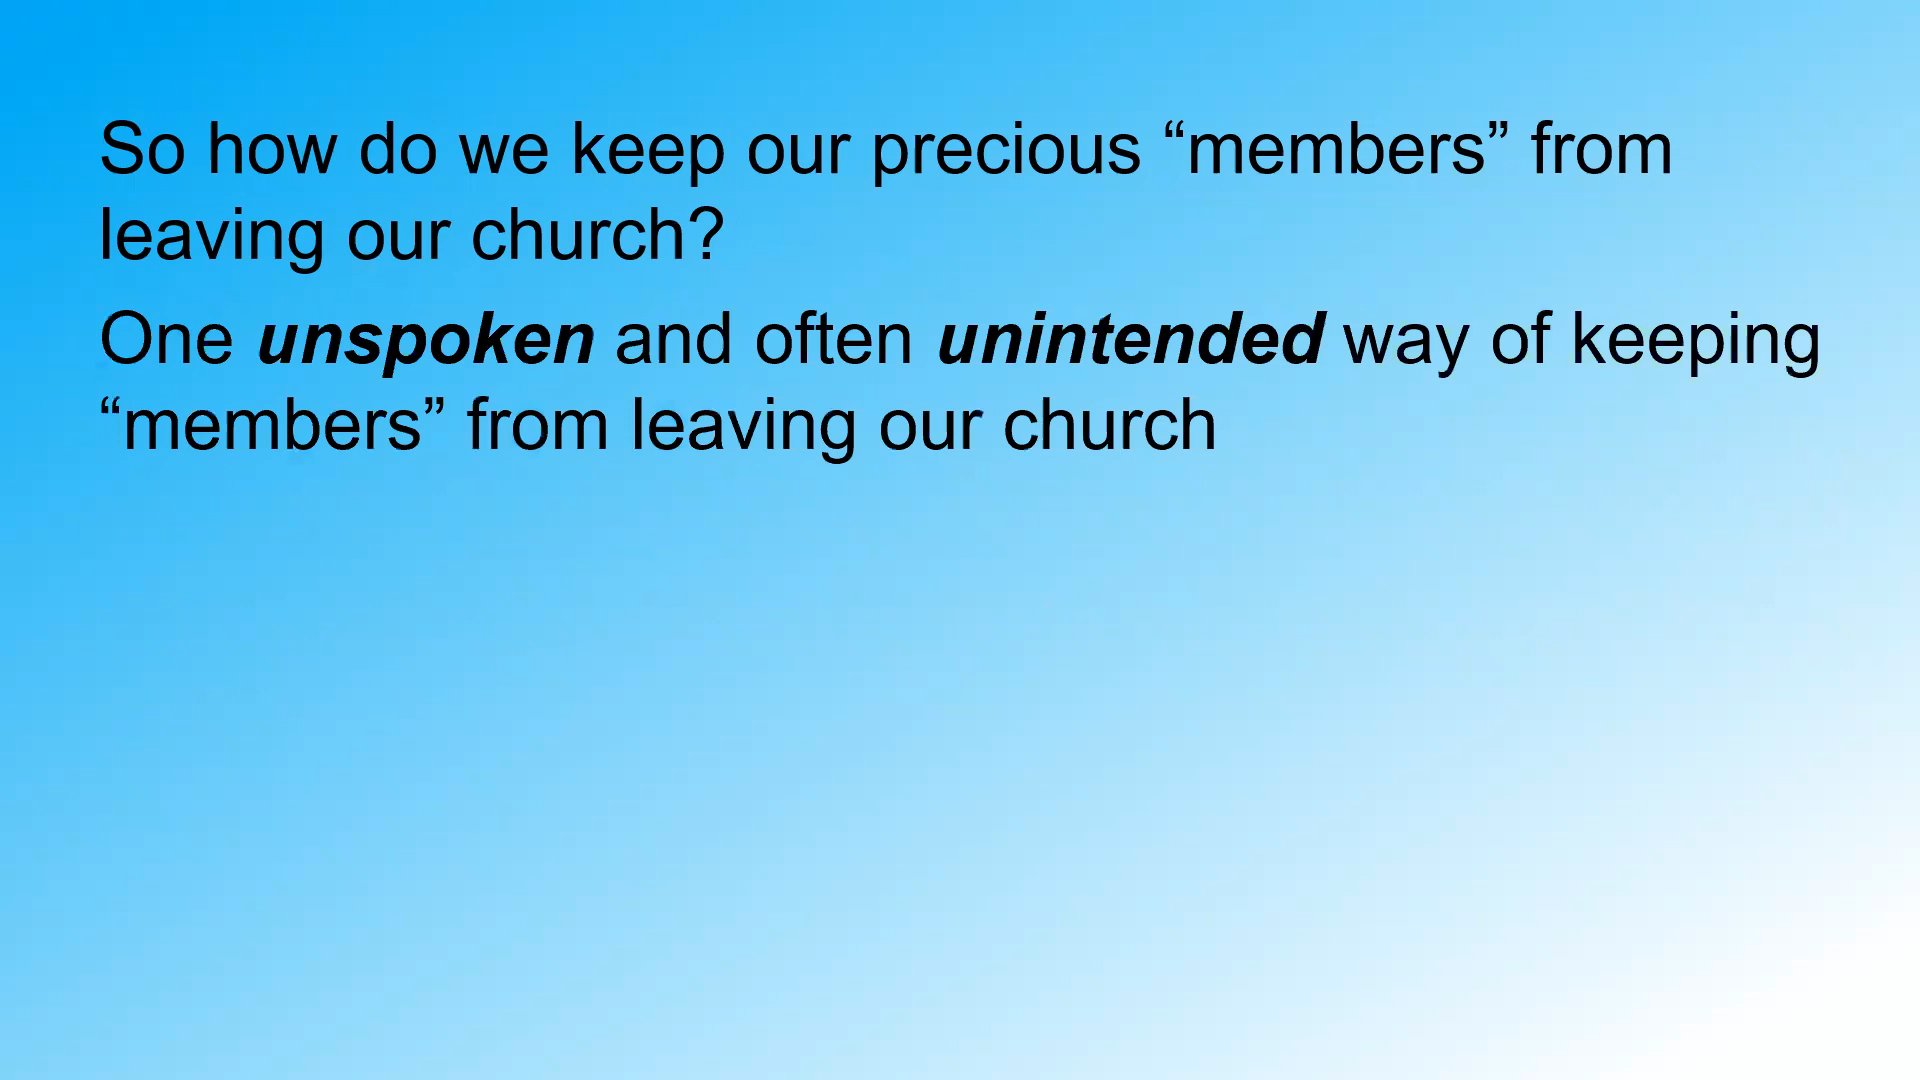 So how do we keep our precious “members” from
leaving our church?
One unspoken and often unintended way of keeping
“members” from leaving our church